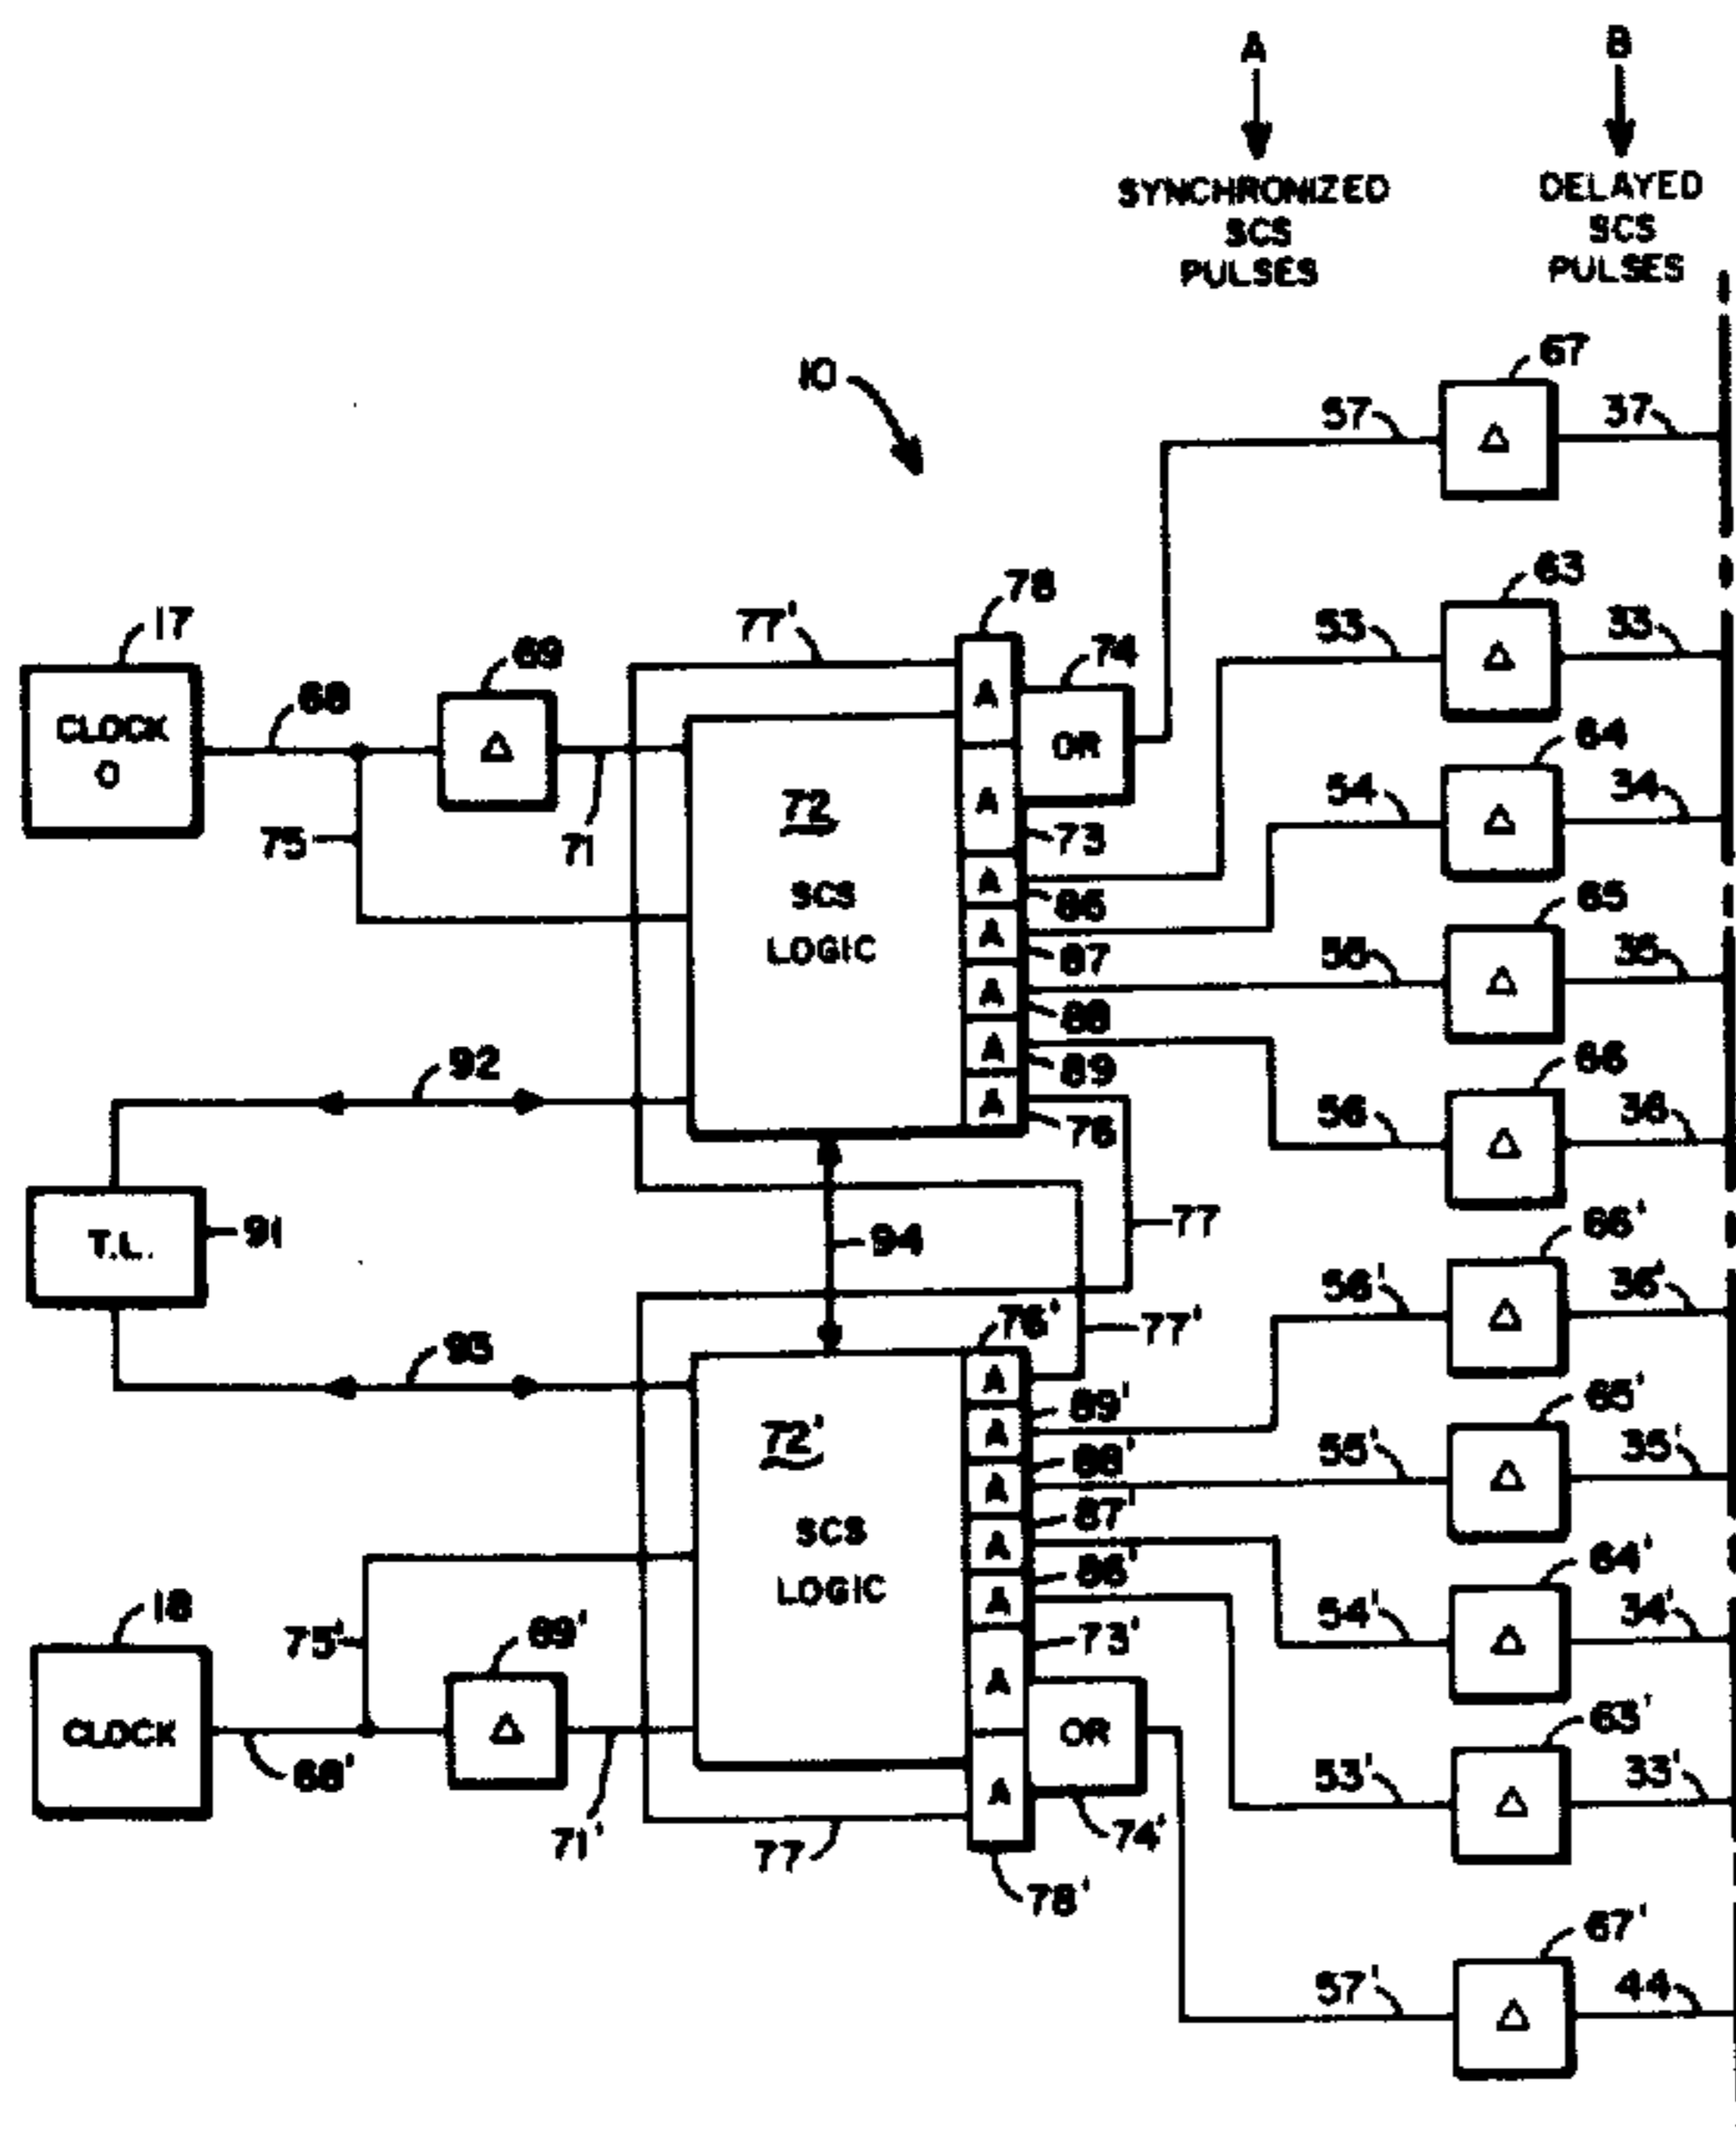 A
B
SYNCHRONIZED
SCS
PULSES
DELAYED
SCS
PULSES
10
67
57
Δ
37
78
63
17
77'
53
Δ
33
69
74
CLOCK
O
68
Δ
A
OR
64
54
Δ
34
72
A
75
71
73
SCS
LOGIC
A
86
65
A
87
55
Δ
35
A
88
66
92
A
89
56
Δ
36
A
76
T.L.
91
94
77
66'
56'
Δ
36'
93
76'
77'
A
89'
65'
72'
A
88'
55'
Δ
35'
A
87'
SCS
LOGIC
A
86'
64'
18
A
54'
Δ
34'
75'
69'
73'
A
63'
CLOCK
Δ
OR
68'
53'
Δ
33'
71'
77
A
74'
78'
67'
57'
Δ
44